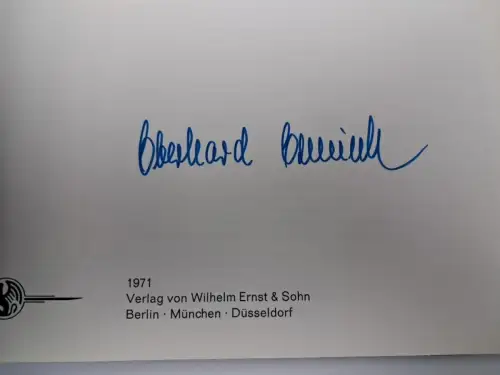 Eberhard
1971
Verlag von Wilhelm Ernst & Sohn
Berlin · München · Düsseldorf